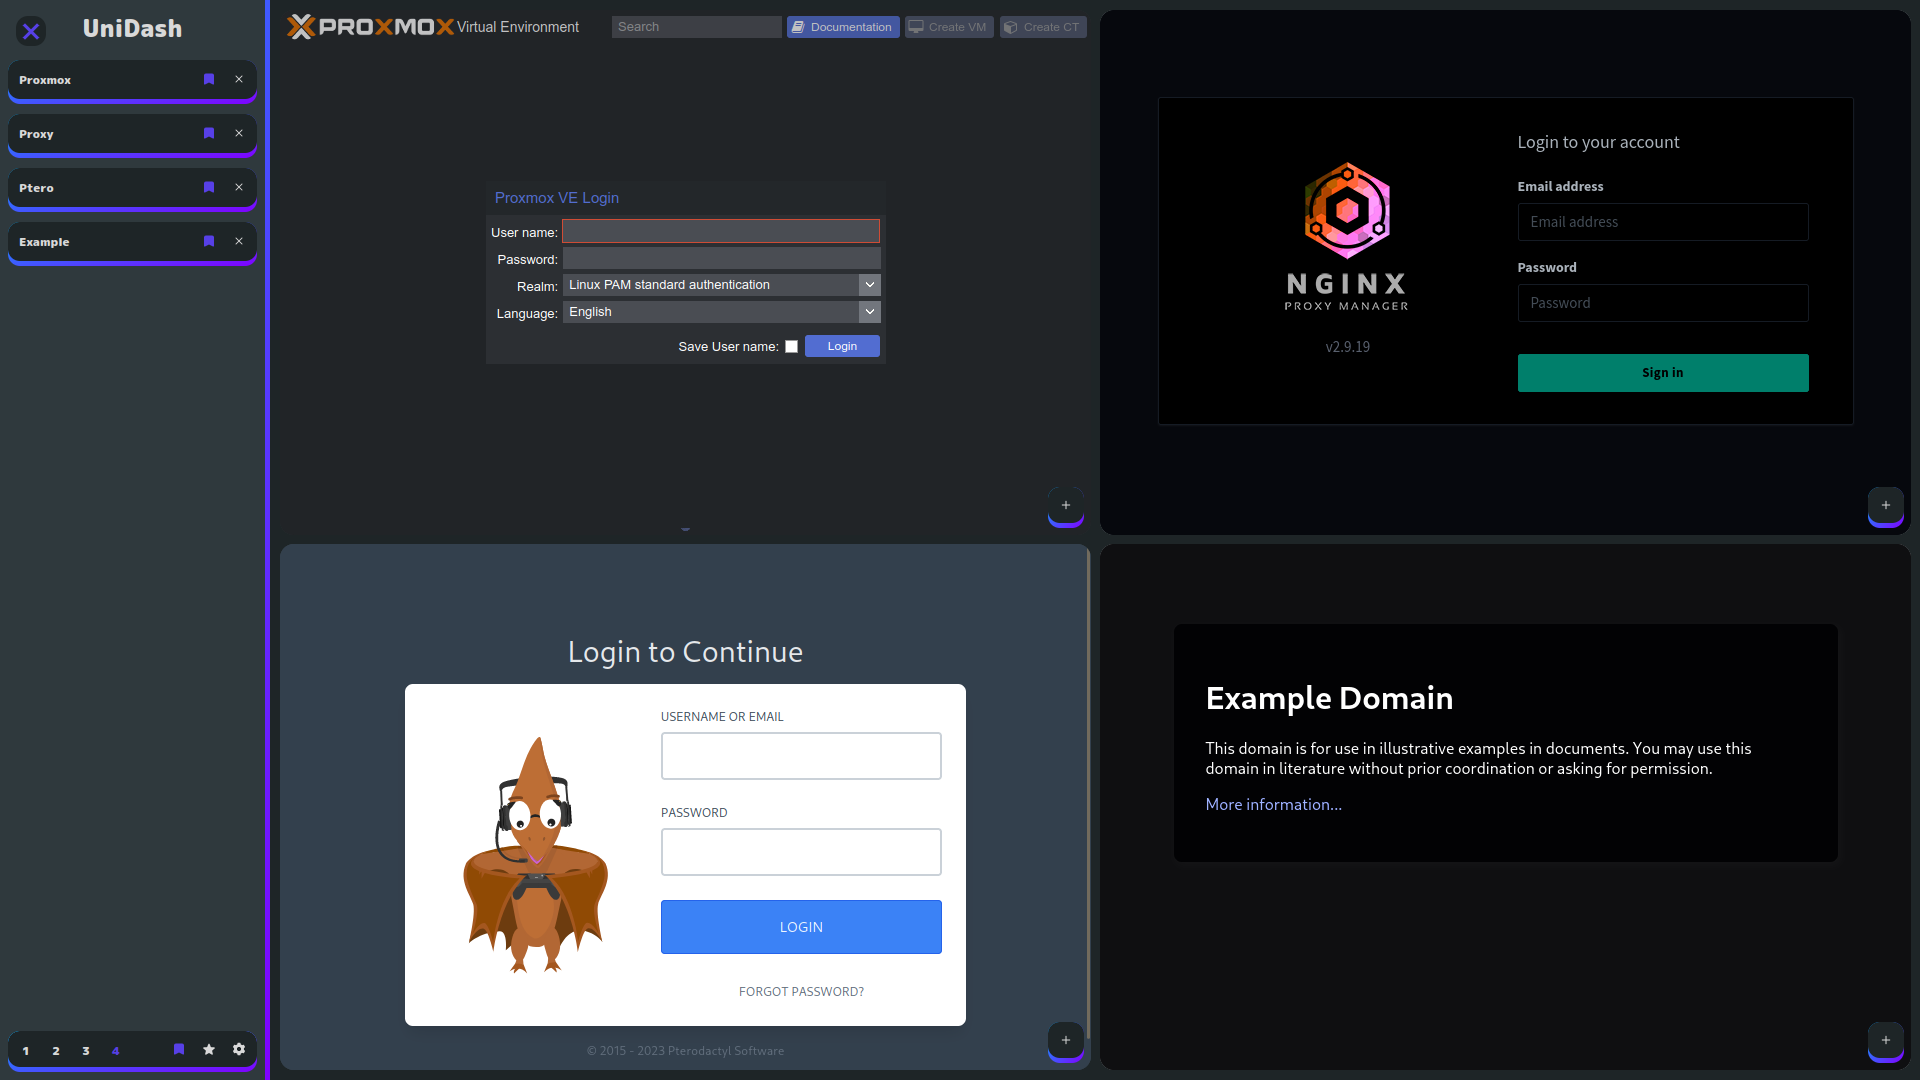 UniDash
Proxmox
Proxy
Ptero
Example
1 2 3 4
PROXMOX Virtual Environment
Search
Documentation
Create VM
Create CT
Proxmox VE Login
User name:
Password:
Realm: Linux PAM standard authentication
Language: English
Save User name:
Login
+
NGINX
PROXY MANAGER
v2.9.19
Login to your account
Email address
Email address
Password
Password
Sign in
+
Login to Continue
USERNAME OR EMAIL
PASSWORD
LOGIN
FORGOT PASSWORD?
© 2015 - 2023 Pterodactyl Software
+
Example Domain
This domain is for use in illustrative examples in documents. You may use this
domain in literature without prior coordination or asking for permission.
More information...
+